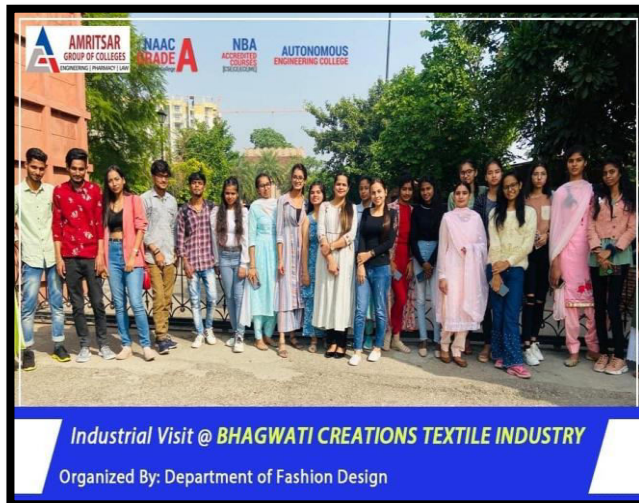 AMRITSAR
GROUP OF COLLEGES
ENGINEERING | PHARMACY | LAW
NAAC
GRADE A
NBA
ACCREDITED
COURSES
AUTONOMOUS
ENGINEERING COLLEGE
Industrial Visit @ BHAGWATI CREATIONS TEXTILE INDUSTRY
Organized By: Department of Fashion Design